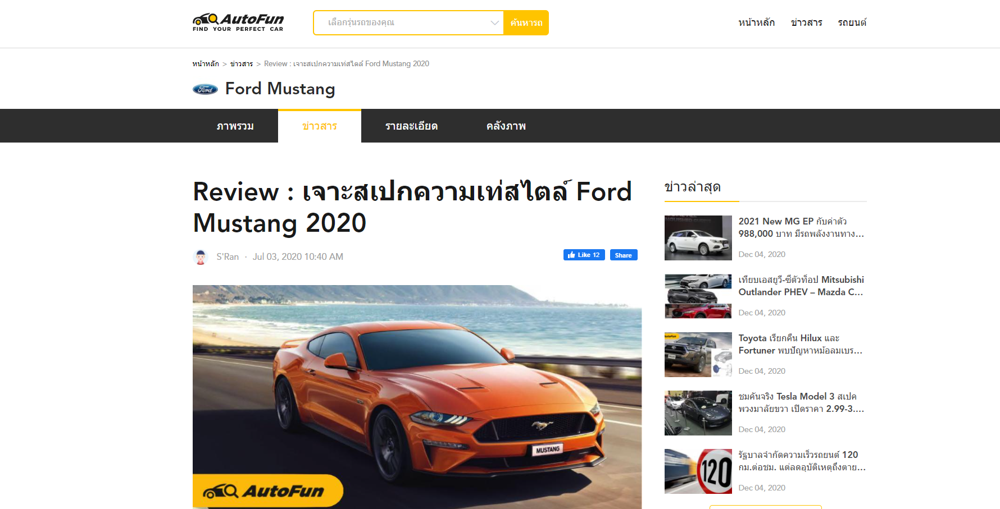 AutoFun
FIND YOUR PERFECT CAR
เลือกรุ่นรถของคุณ
ค้นหารถ
หน้าหลัก
ข่าวสาร
รถยนต์
หน้าหลัก > ข่าวสาร > Review : เจาะสเปกความเท่สไตล์ Ford Mustang 2020
Ford
Ford Mustang
ภาพรวม
ข่าวสาร
รายละเอียด
คลังภาพ
Review : เจาะสเปกความเท่สไตล์ Ford
Mustang 2020
S'Ran · Jul 03, 2020 10:40 AM
Like 12
Share
MUSTANG
AutoFun
ข่าวล่าสุด
2021 New MG EP กับค่าตัว
988,000 บาท มีรถพลังงานทาง...
Dec 04, 2020
เทียบเอสยูวี-ซีตัวท็อป Mitsubishi
Outlander PHEV – Mazda C...
Dec 04, 2020
AutoFun
Toyota เรียกคืน Hilux และ
Fortuner พบปัญหาหม้อลมเบร...
Dec 04, 2020
ชมคันจริง Tesla Model 3 สเปค
พวงมาลัยขวา เปิดราคา 2.99-3....
Dec 04, 2020
120
รัฐบาลจำกัดความเร็วรถยนต์ 120
กม.ต่อชม. แต่ลดอุบัติเหตุถึงตาย...
Dec 04, 2020